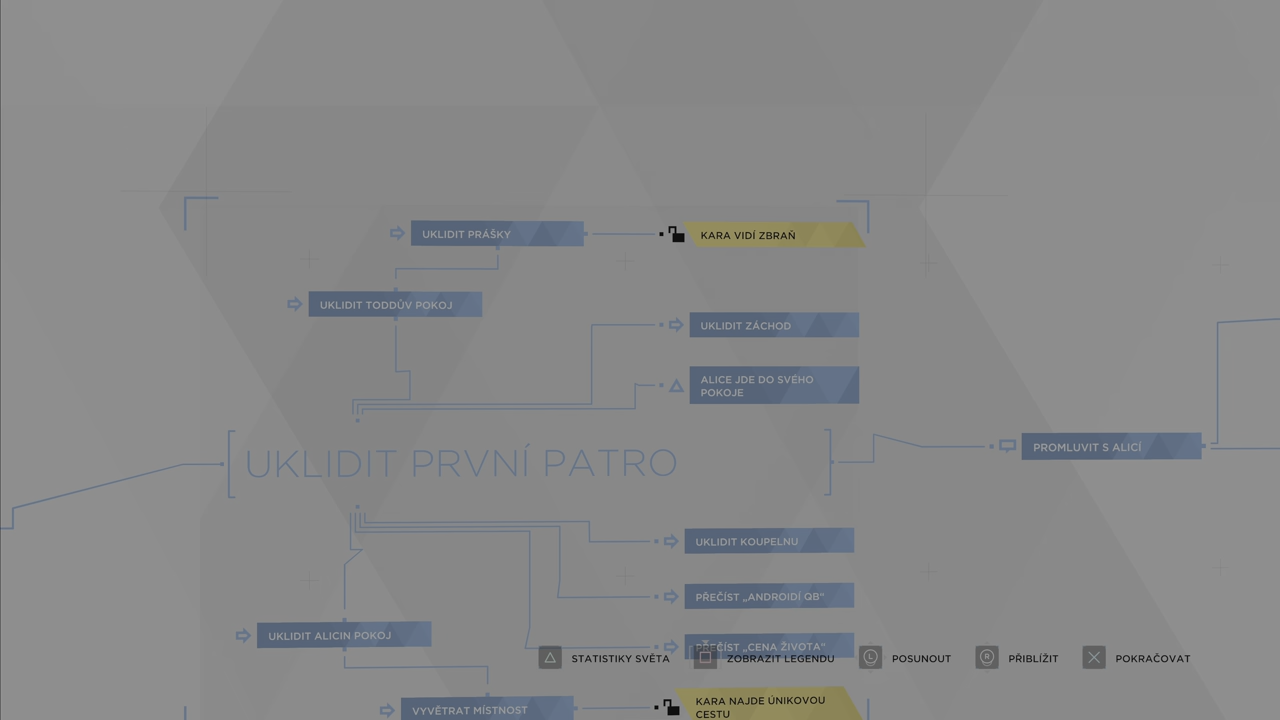 UKLIDIT PRÁŠKY
KARA VIDÍ ZBRAŇ
UKLIDIT TODDŮV POKOJ
UKLIDIT ZÁCHOD
ALICE JDE DO SVÉHO
POKOJE
UKLIDIT PRVNÍ PATRO
PROMLUVIT S ALICÍ
UKLIDIT KOUPELNU
PŘEČÍST „ANDROIDÍ QB“
UKLIDIT ALICIN POKOJ
PŘEČÍST „CENA ŽIVOTA“
STATISTIKY SVĚTA
ZOBRAZIT LEGENDU
L
POSUNOUT
R
PŘIBLÍŽIT
POKRAČOVAT
VYVĚTRAT MÍSTNOST
KARA NAJDE ÚNIKOVOU
CESTU